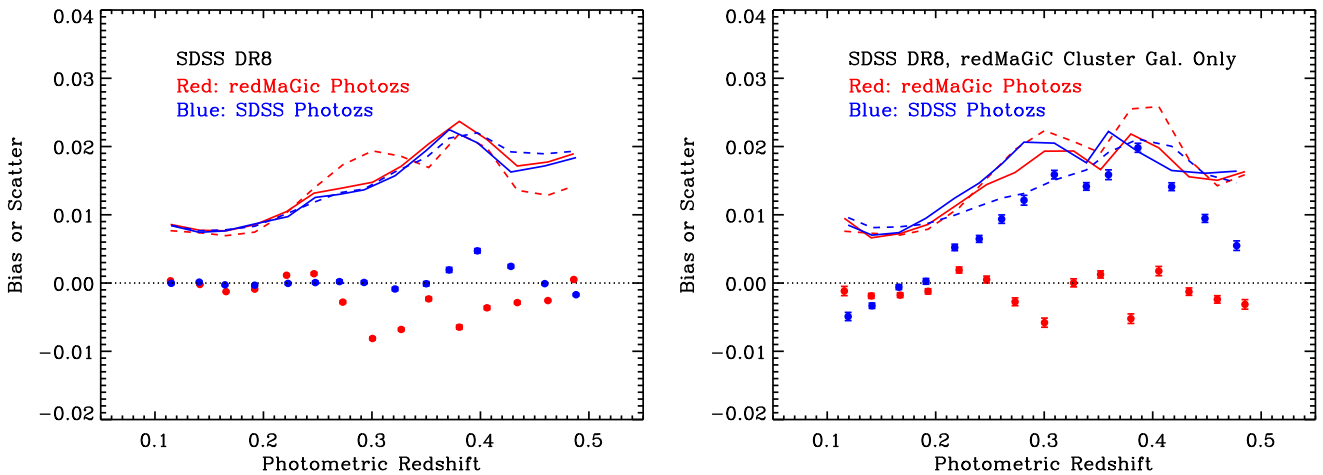 0.04
0.03
0.02
0.01
0.00
−0.01
−0.02
Bias or Scatter
SDSS DR8
Red: redMaGic Photozs
Blue: SDSS Photozs
0.1 0.2 0.3 0.4 0.5
Photometric Redshift
0.04
0.03
0.02
0.01
0.00
−0.01
−0.02
Bias or Scatter
SDSS DR8, redMaGiC Cluster Gal. Only
Red: redMaGic Photozs
Blue: SDSS Photozs
0.1 0.2 0.3 0.4 0.5
Photometric Redshift